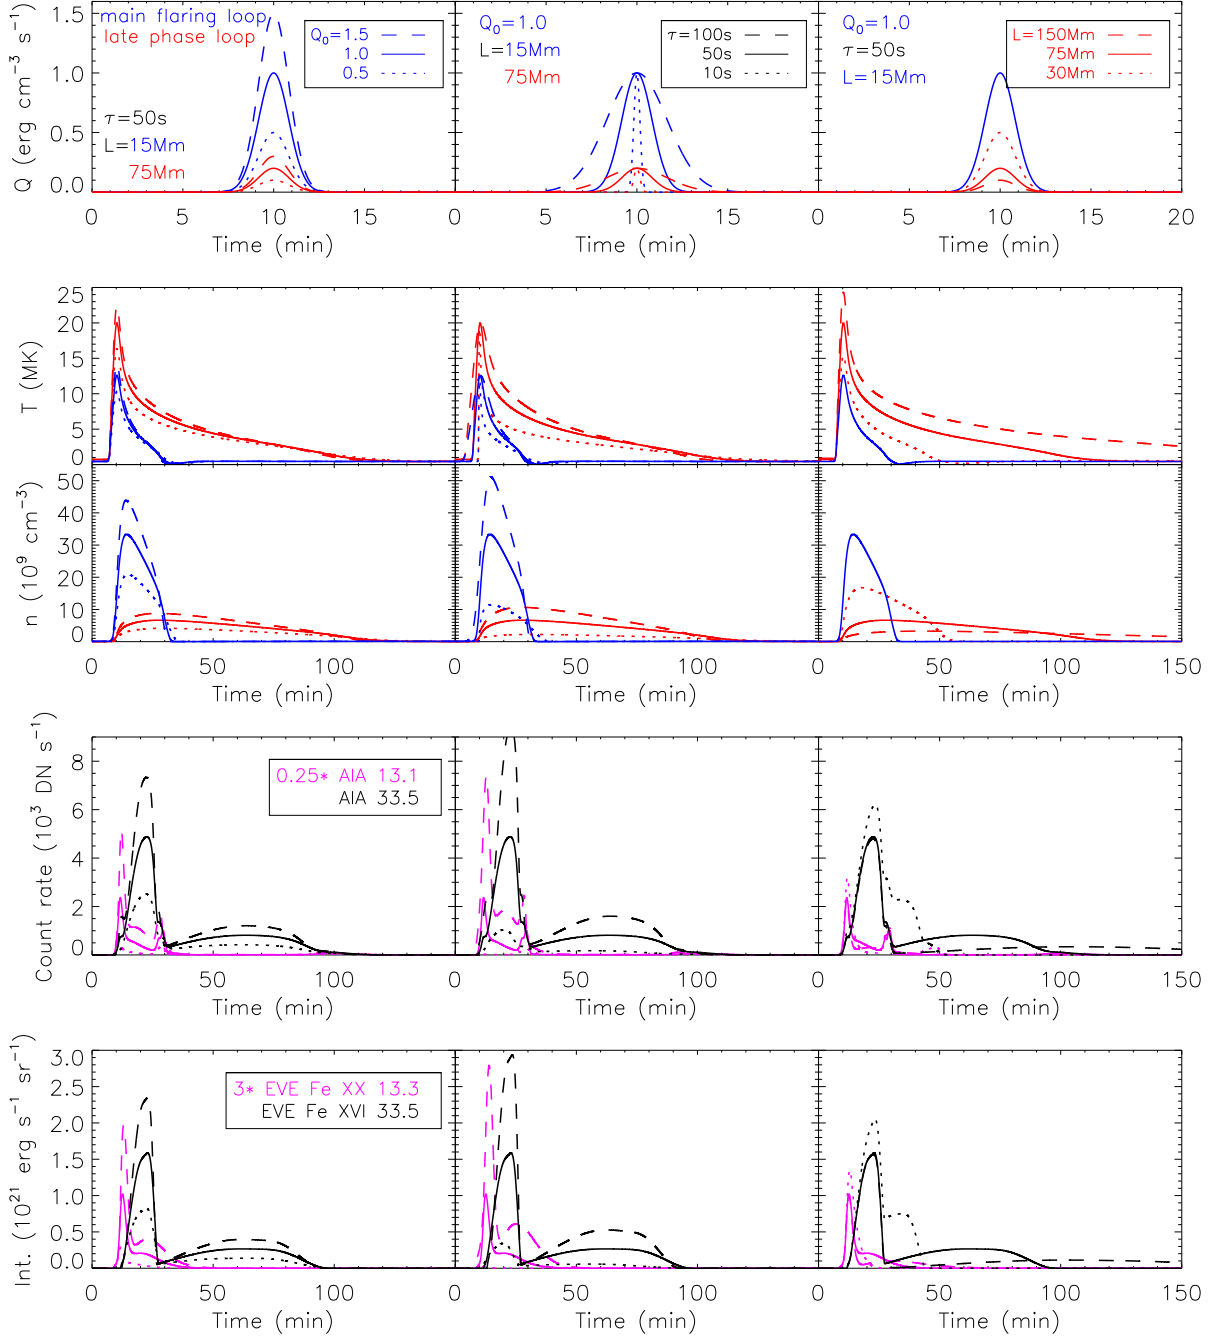 main flaring loop
late phase loop
Q₀=1.5
1.0
0.5
τ=50s
L=15Mm
75Mm
Q (erg cm⁻³ s⁻¹)
1.5
1.0
0.5
0.0
0 5 10 15
Time (min)
Q₀=1.0
L=15Mm
75Mm
τ=100s
50s
10s
0 5 10 15
Time (min)
Q₀=1.0
τ=50s
L=15Mm
L=150Mm
75Mm
30Mm
0 5 10 15 20
Time (min)
T (MK)
25
20
15
10
5
0
n (10⁹ cm⁻³)
50
40
30
20
10
0
0 50 100
Time (min)
0 50 100
Time (min)
0 50 100 150
Time (min)
Count rate (10³ DN s⁻¹)
8
6
4
2
0
0.25* AIA 13.1
AIA 33.5
0 50 100
Time (min)
0 50 100
Time (min)
0 50 100 150
Time (min)
Int. (10²¹ erg s⁻¹ sr⁻¹)
3.0
2.5
2.0
1.5
1.0
0.5
0.0
3* EVE Fe XX 13.3
EVE Fe XVI 33.5
0 50 100
Time (min)
0 50 100
Time (min)
0 50 100 150
Time (min)